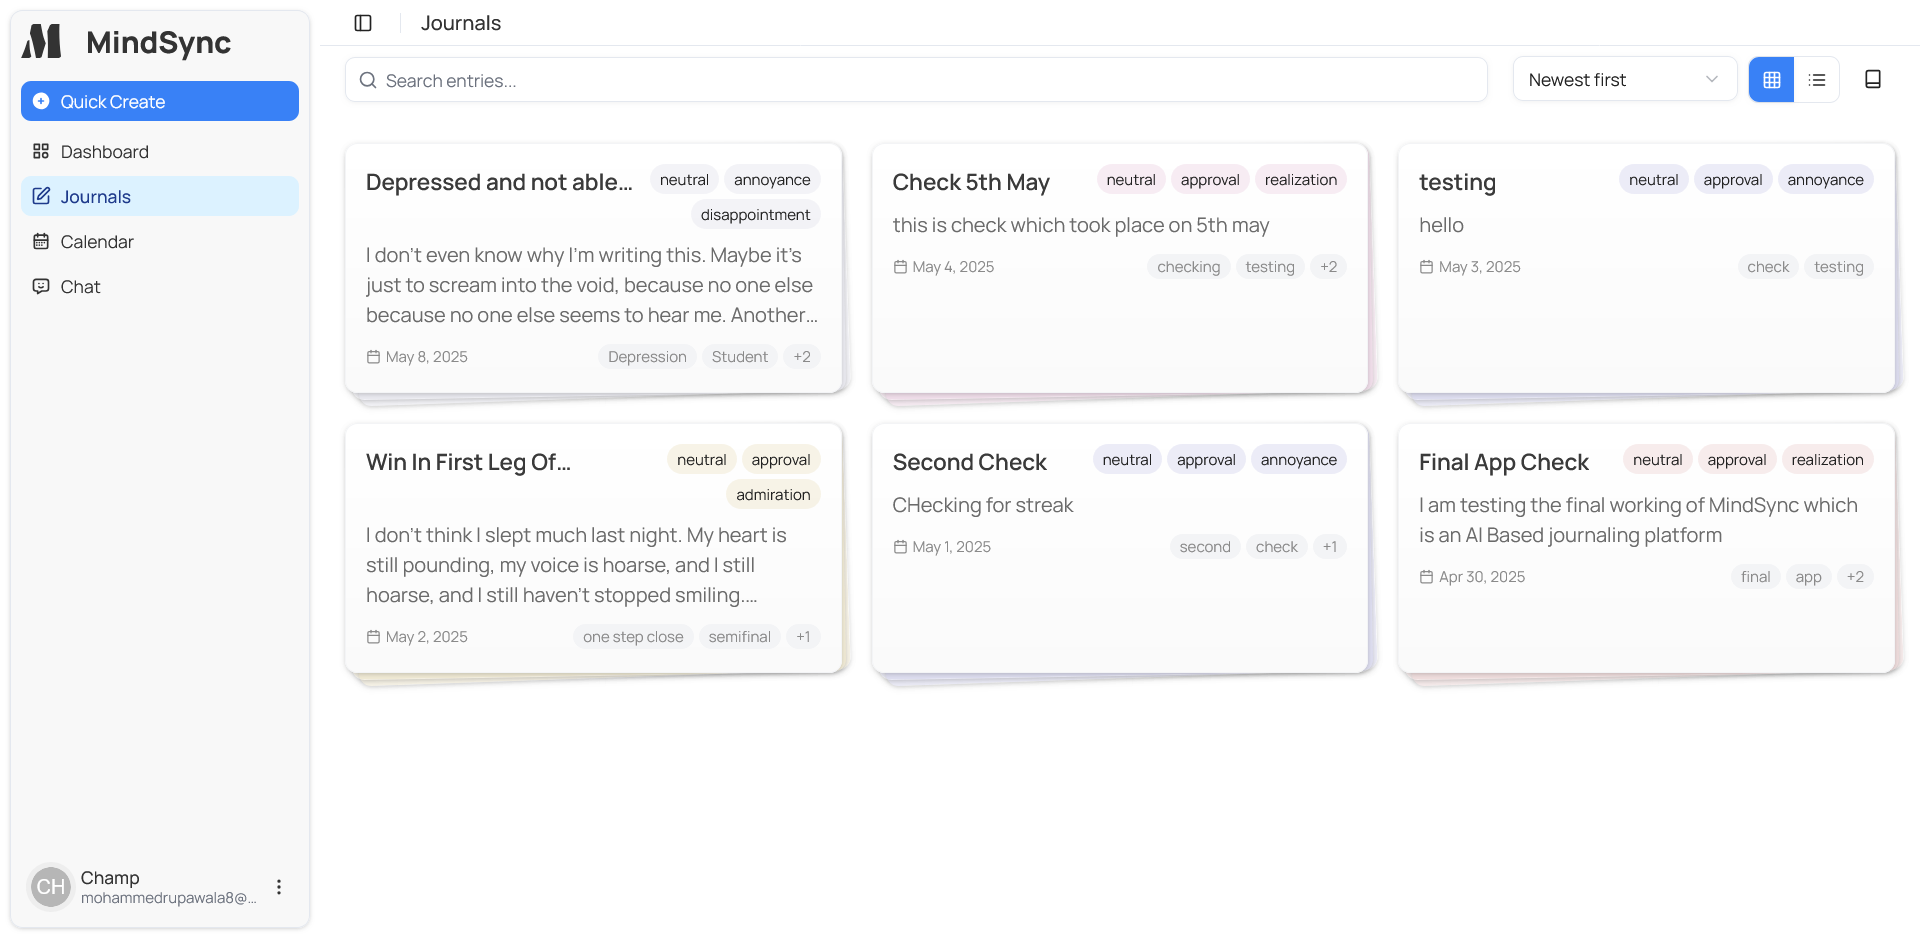 MindSync
Quick Create
Dashboard
Journals
Calendar
Chat
Champ
mohammedrupawala8@...
Journals
Search entries...
Newest first
Depressed and not able...
neutral annoyance
disappointment
I don't even know why I'm writing this. Maybe it's
just to scream into the void, because no one else
because no one else seems to hear me. Another...
May 8, 2025
Depression Student +2
Check 5th May
neutral approval realization
this is check which took place on 5th may
May 4, 2025
checking testing +2
testing
neutral approval annoyance
hello
May 3, 2025
check testing
Win In First Leg Of...
neutral approval
admiration
I don't think I slept much last night. My heart is
still pounding, my voice is hoarse, and I still
hoarse, and I still haven't stopped smiling....
May 2, 2025
one step close semifinal +1
Second Check
neutral approval annoyance
CHecking for streak
May 1, 2025
second check +1
Final App Check
neutral approval realization
I am testing the final working of MindSync which
is an AI Based journaling platform
Apr 30, 2025
final app +2
CH